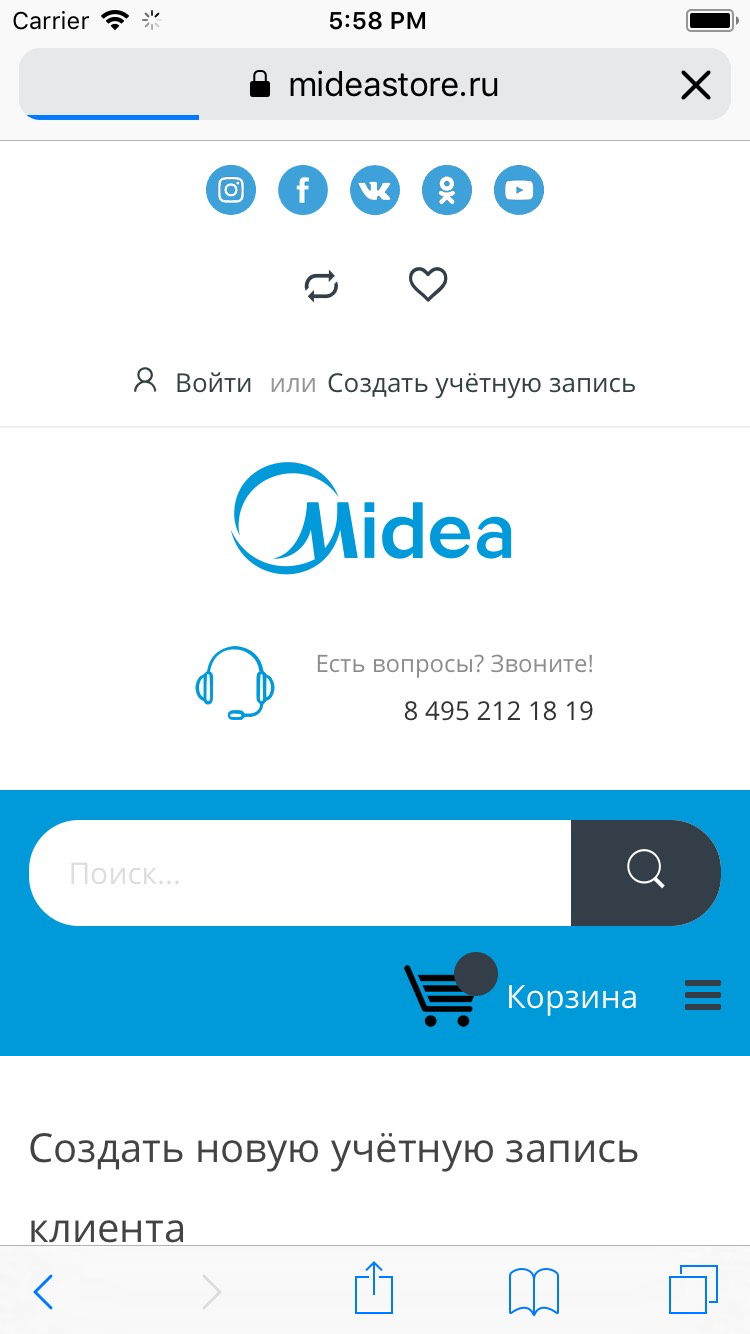 Carrier 5:58 PM
mideastore.ru
Войти или Создать учётную запись
Midea
Есть вопросы? Звоните!
8 495 212 18 19
Поиск...
Корзина
Создать новую учётную запись
клиента